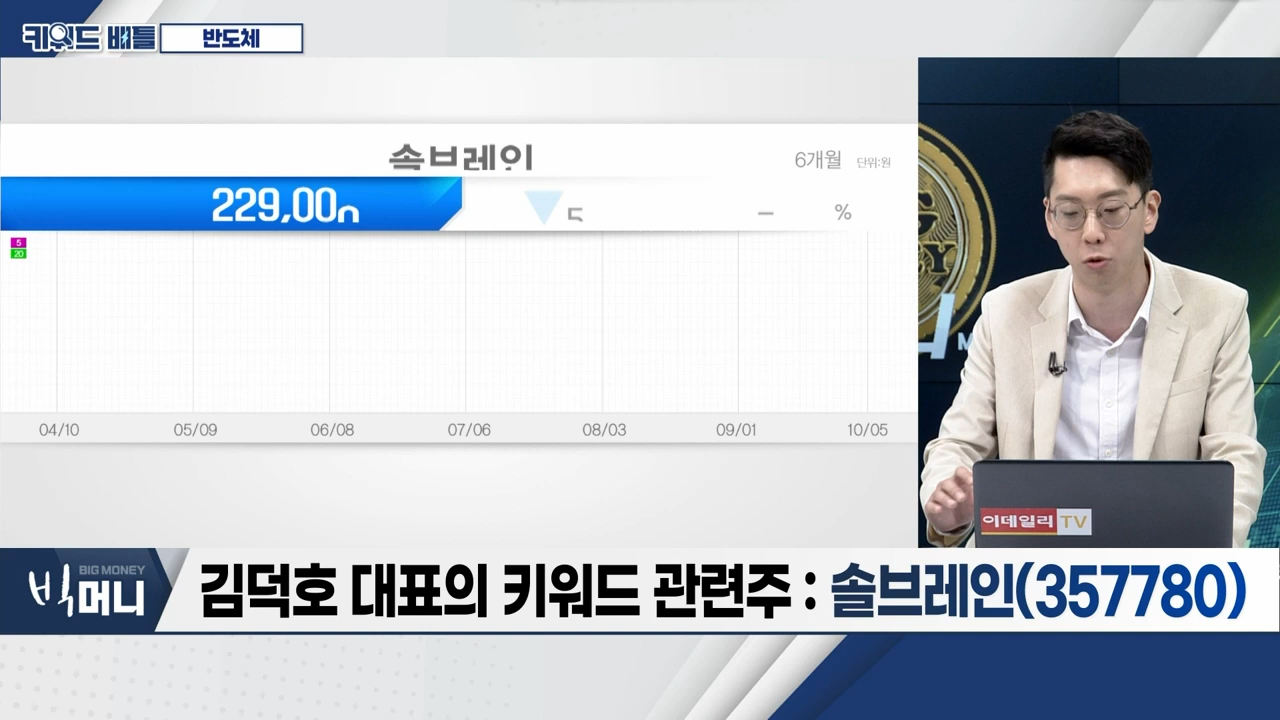 키워드 배틀
반도체
솔브레인
6개월 단위:원
229,00
%
5
20
04/10 05/09 06/08 07/06 08/03 09/01 10/05
이데일리 TV
BIG MONEY
빅머니
김덕호 대표의 키워드 관련주 : 솔브레인(357780)